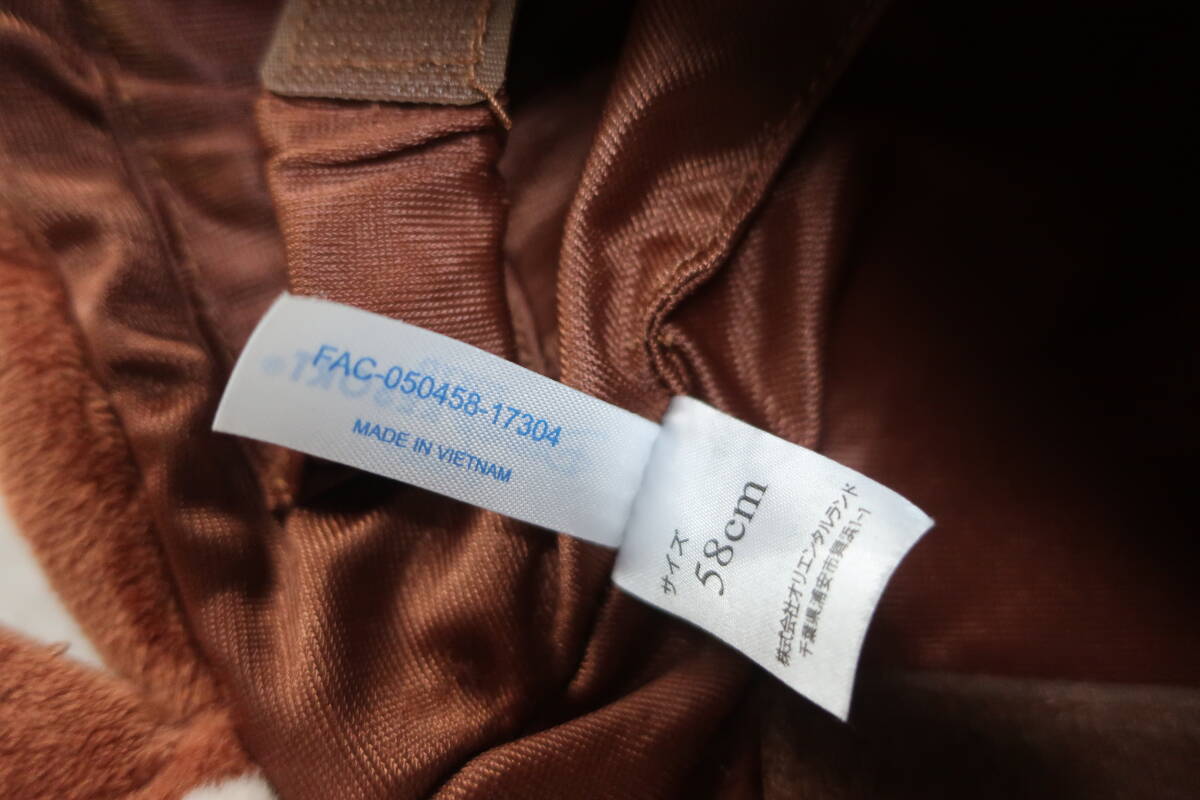 FAC-050458-17304
MADE IN VIETNAM
サイズ
58cm
株式会社オリエンタルランド
千葉県浦安市舞浜1-1